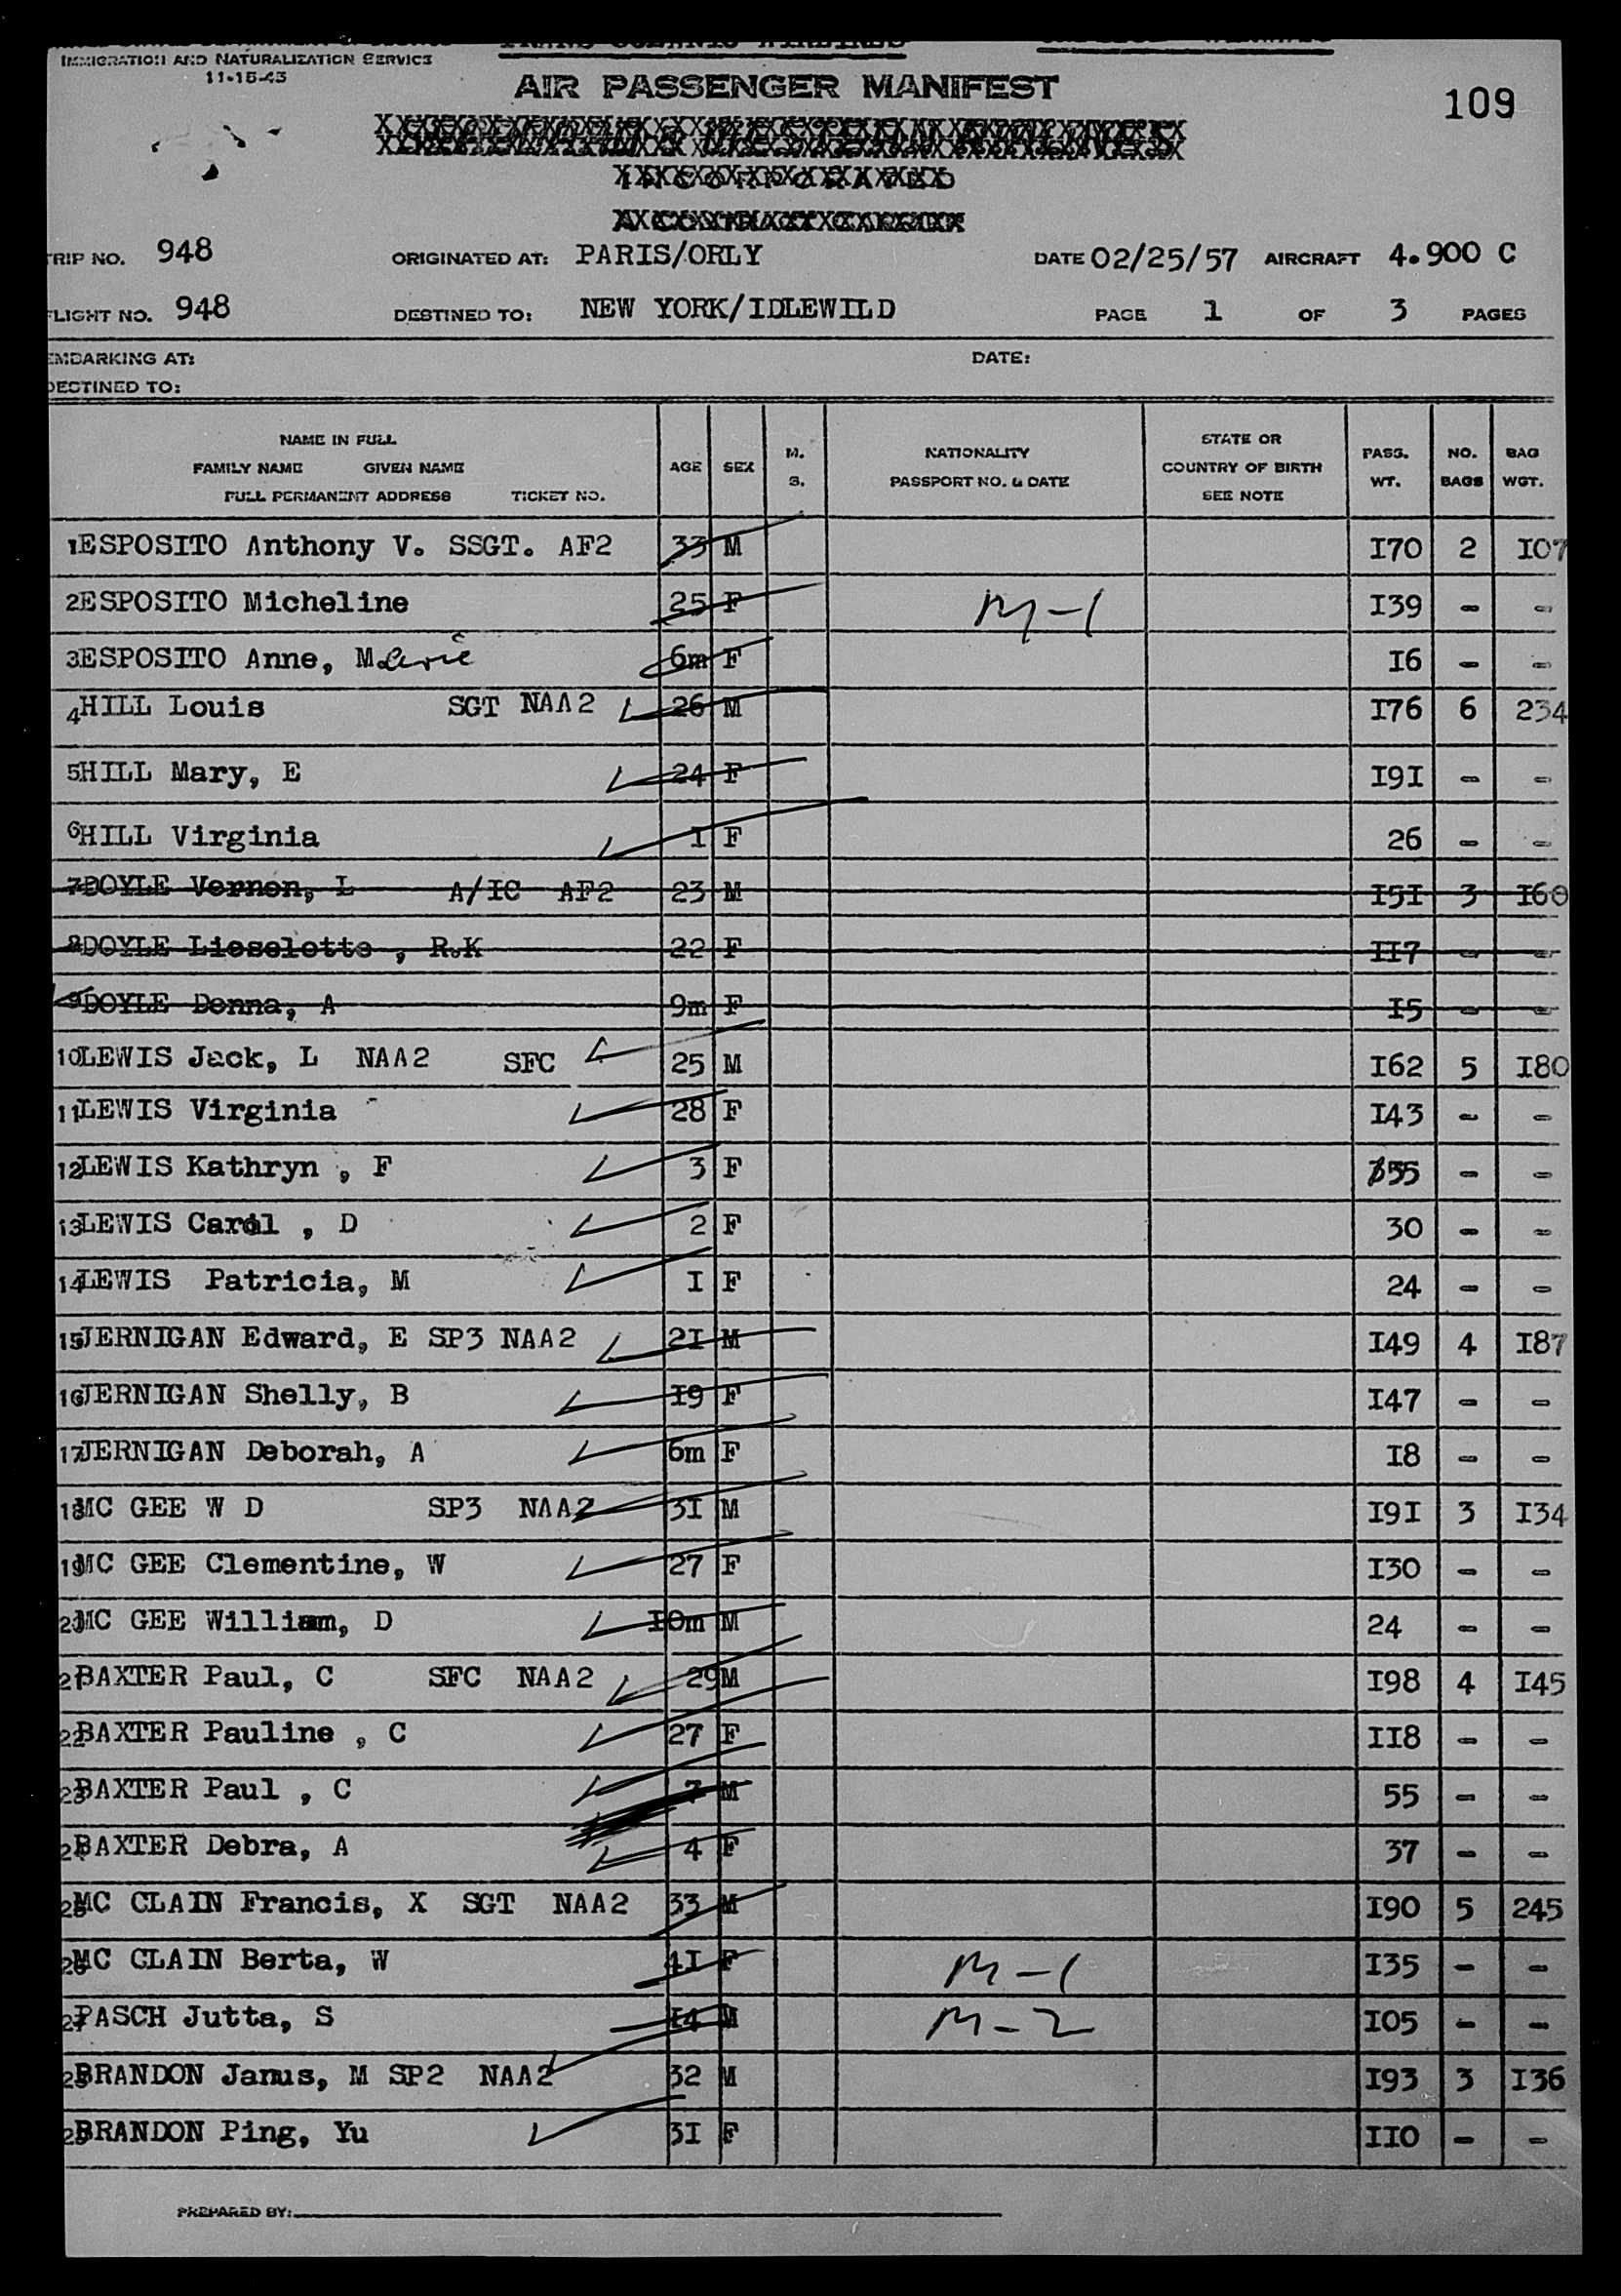 IMMIGRATION AND NATURALIZATION SERVICE
11-15-43
TRANS OCEANIC AIRLINES
AIR PASSENGER MANIFEST
109
TRIP NO. 948 ORIGINATED AT: PARIS/ORLY DATE 02/25/57 AIRCRAFT 4.900 C
FLIGHT NO. 948 DESTINED TO: NEW YORK/IDLEWILD PAGE 1 OF 3 PAGES
EMBARKING AT: DATE:
DESTINED TO:
NAME IN FULL
FAMILY NAME GIVEN NAME
FULL PERMANENT ADDRESS TICKET NO.
AGE SEX M. S.
NATIONALITY
PASSPORT NO. & DATE
STATE OR
COUNTRY OF BIRTH
SEE NOTE
PASS. WT. NO. BAGS BAG WGT.
1 ESPOSITO Anthony V. SSGT. AF2 33 M I70 2 I07
2 ESPOSITO Micheline 25 F M-1 I39 - -
3 ESPOSITO Anne, M 6m F I6 - -
4 HILL Louis SGT NAA2 26 M I76 6 234
5 HILL Mary, E 24 F I9I - -
6 HILL Virginia I F 26 - -
7 DOYLE Vernon, L A/IC AF2 23 M I5I 3 I60
8 DOYLE Lieselotte , R.K 22 F II7 - -
9 DOYLE Donna, A 9m F I5 - -
10 LEWIS Jack, L NAA2 SFC 25 M I62 5 I80
11 LEWIS Virginia 28 F I43 - -
12 LEWIS Kathryn , F 3 F 35 - -
13 LEWIS Carol , D 2 F 30 - -
14 LEWIS Patricia, M I F 24 - -
15 JERNIGAN Edward, E SP3 NAA2 2I M I49 4 I87
16 JERNIGAN Shelly, B I9 F I47 - -
17 JERNIGAN Deborah, A 6m F I8 - -
18 MC GEE W D SP3 NAA2 3I M I9I 3 I34
19 MC GEE Clementine, W 27 F I30 - -
20 MC GEE William, D I0m M 24 - -
21 BAXTER Paul, C SFC NAA2 29 M I98 4 I45
22 BAXTER Pauline , C 27 F II8 - -
23 BAXTER Paul , C 7 M 55 - -
24 BAXTER Debra, A 4 F 37 - -
25 MC CLAIN Francis, X SGT NAA2 33 M I90 5 245
26 MC CLAIN Berta, W 4I F M-1 I35 - -
27 PASCH Jutta, S I4 M M-2 I05 - -
28 BRANDON Janus, M SP2 NAA2 32 M I93 3 I36
29 BRANDON Ping, Yu 3I F II0 - -
PREPARED BY: